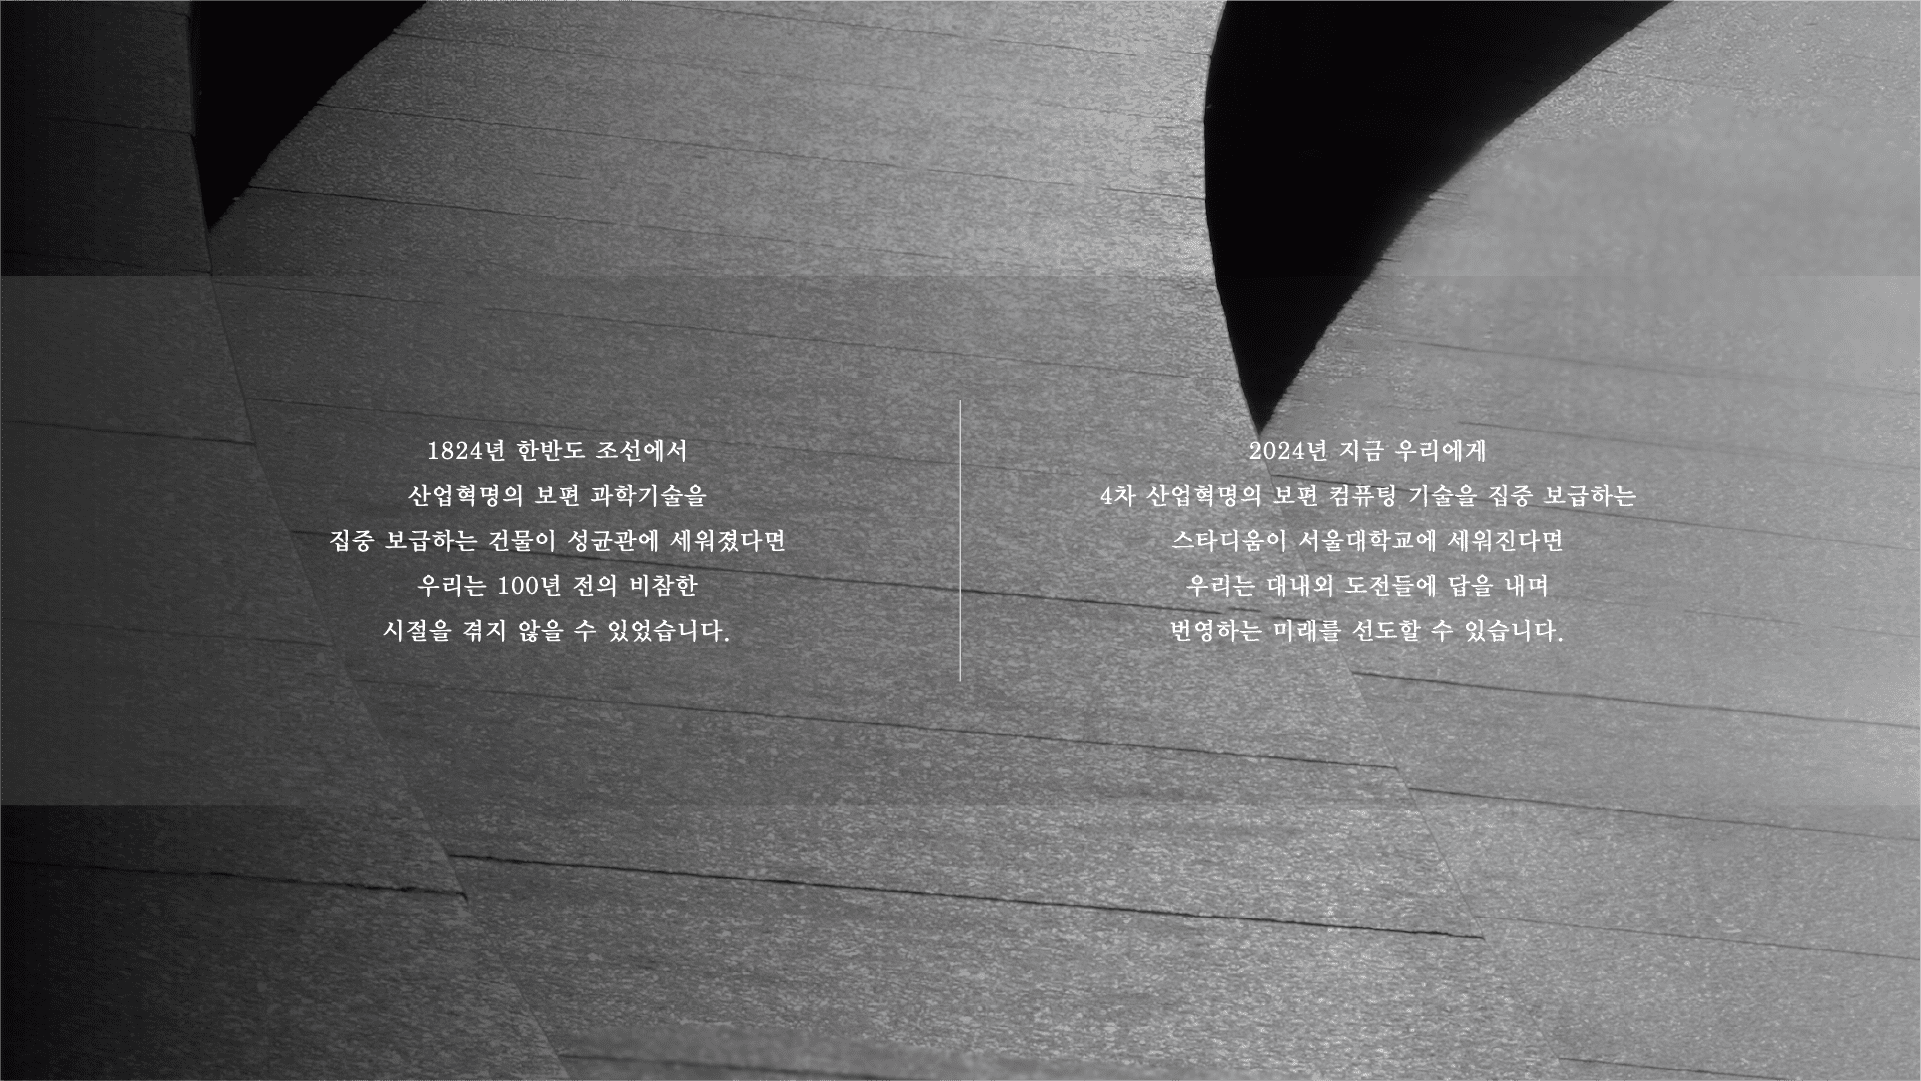 1824년 한반도 조선에서
산업혁명의 보편 과학기술을
집중 보급하는 건물이 성균관에 세워졌다면
우리는 100년 전의 비참한
시절을 겪지 않을 수 있었습니다.
2024년 지금 우리에게
4차 산업혁명의 보편 컴퓨팅 기술을 집중 보급하는
스타디움이 서울대학교에 세워진다면
우리는 대내외 도전들에 답을 내며
번영하는 미래를 선도할 수 있습니다.